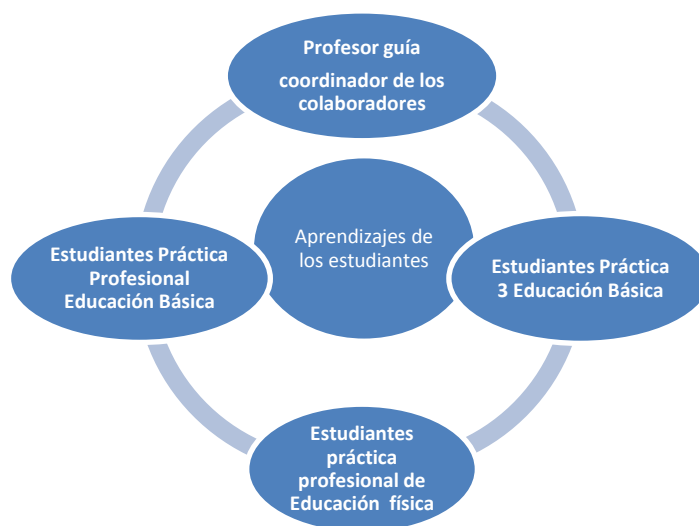 Profesor guía
coordinador de los
colaboradores
Aprendizajes de
los estudiantes
Estudiantes Práctica
Profesional
Educación Básica
Estudiantes Práctica
3 Educación Básica
Estudiantes
práctica
profesional de
Educación física